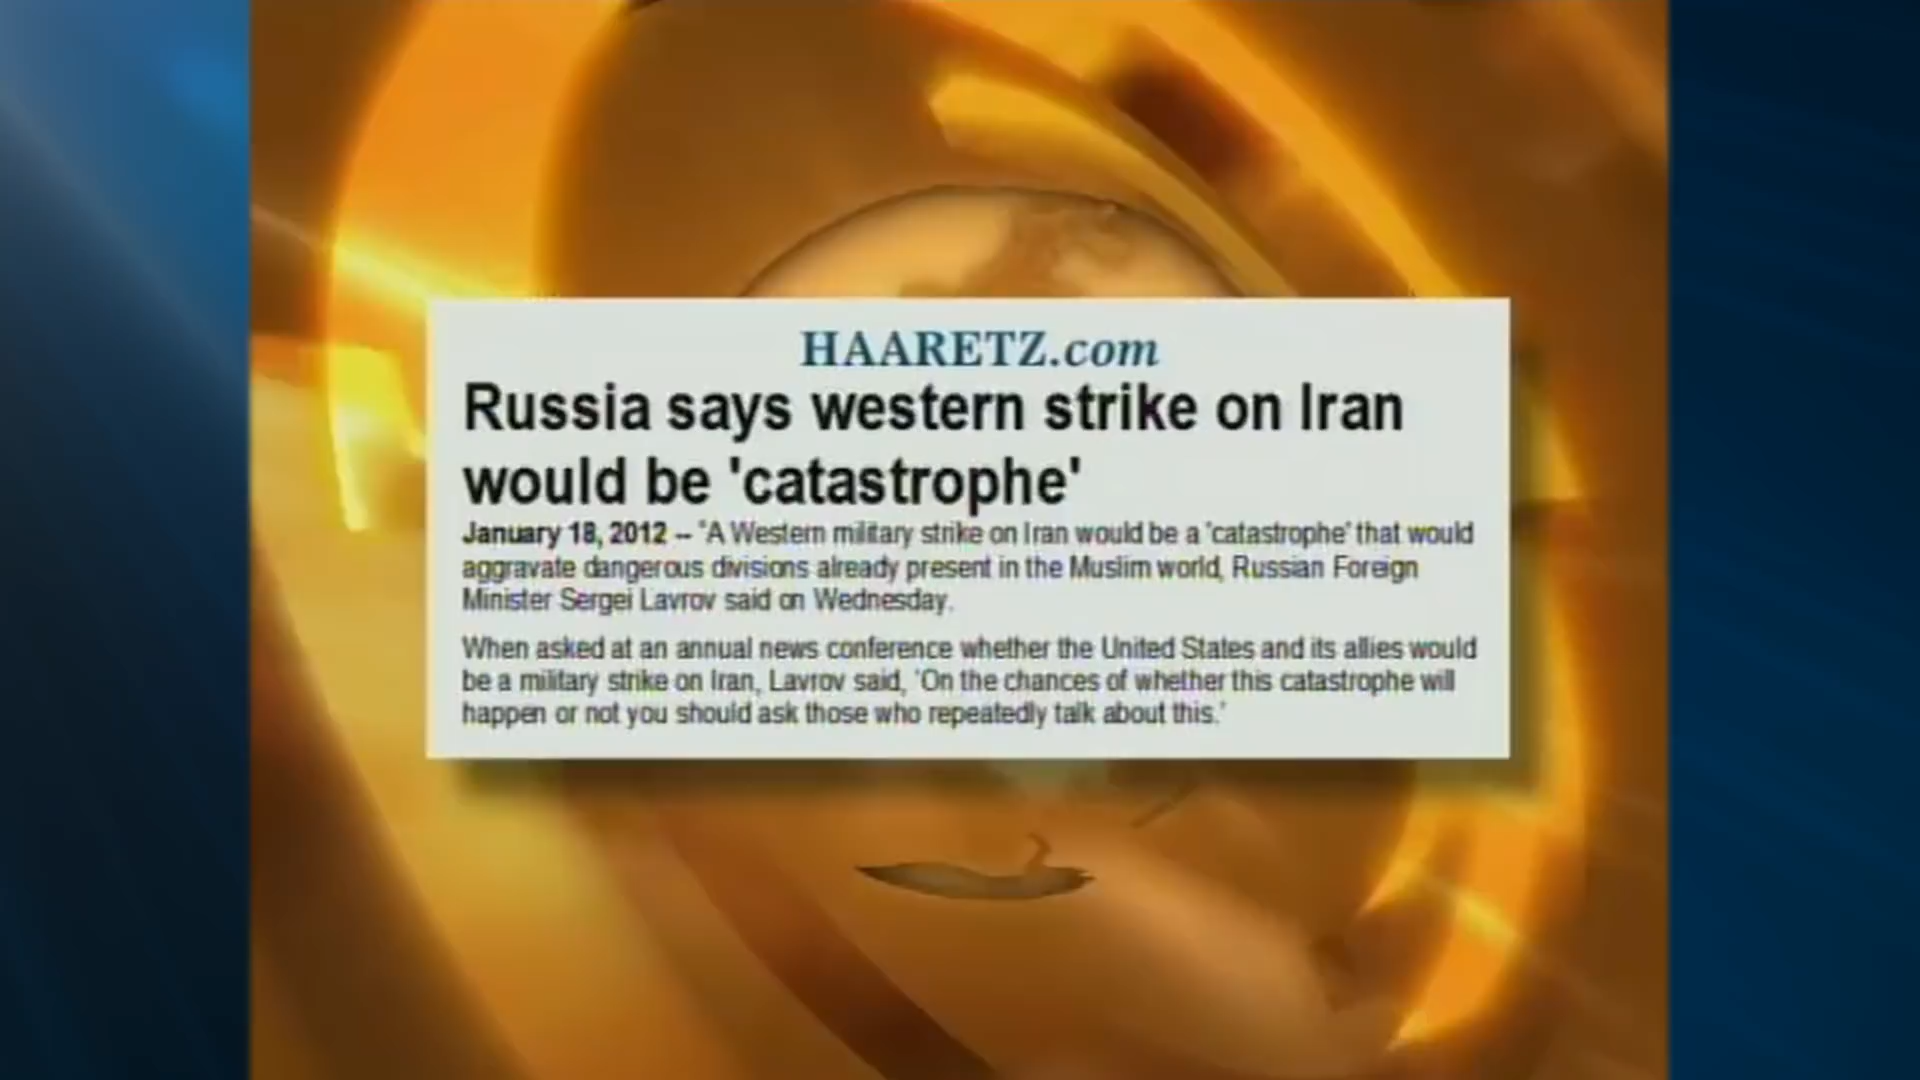 HAARETZ.com
Russia says western strike on Iran
would be 'catastrophe'
January 18, 2012 – "A Western military strike on Iran would be a 'catastrophe' that would
aggravate dangerous divisions already present in the Muslim world, Russian Foreign
Minister Sergei Lavrov said on Wednesday.
When asked at an annual news conference whether the United States and its allies would
be a military strike on Iran, Lavrov said, 'On the chances of whether this catastrophe will
happen or not you should ask those who repeatedly talk about this.'